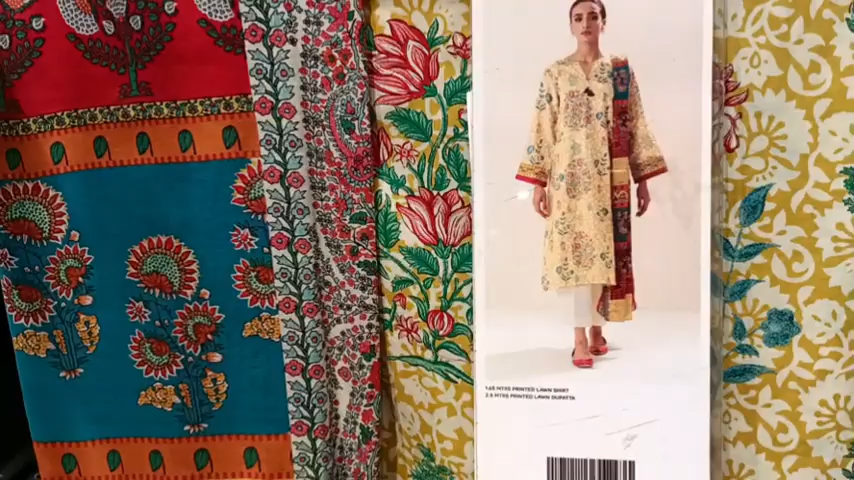 1.65 MTRS PRINTED LAWN SHIRT
2.5 MTRS PRINTED LAWN DUPATTA